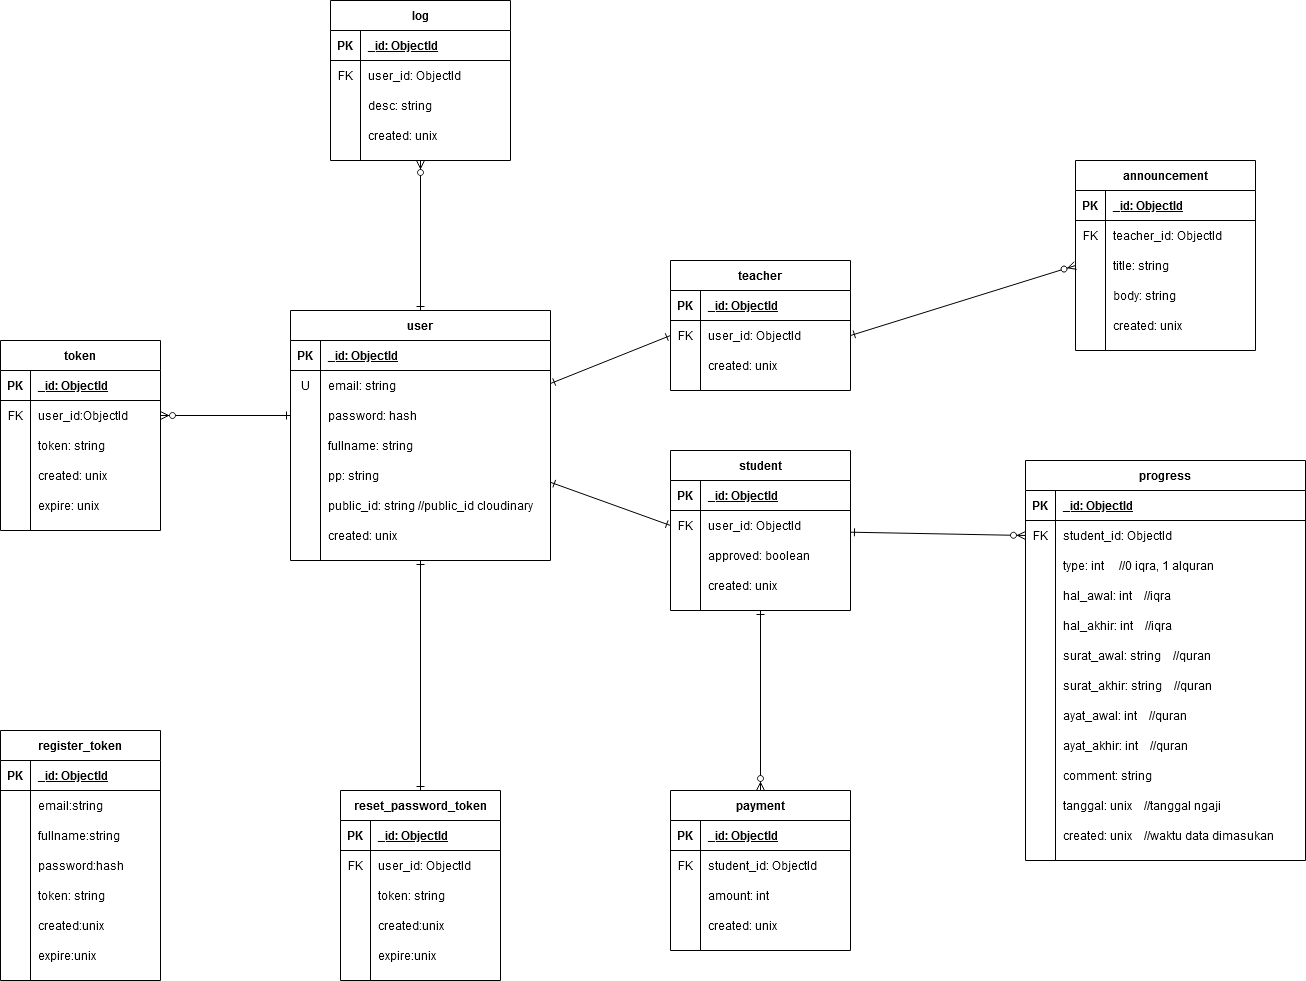 log
PK _id: ObjectId
FK user_id: ObjectId
desc: string
created: unix
announcement
PK _id: ObjectId
FK teacher_id: ObjectId
title: string
body: string
created: unix
teacher
PK _id: ObjectId
FK user_id: ObjectId
created: unix
user
PK _id: ObjectId
U email: string
password: hash
fullname: string
pp: string
public_id: string //public_id cloudinary
created: unix
token
PK _id: ObjectId
FK user_id:ObjectId
token: string
created: unix
expire: unix
student
PK _id: ObjectId
FK user_id: ObjectId
approved: boolean
created: unix
progress
PK _id: ObjectId
FK student_id: ObjectId
type: int //0 iqra, 1 alquran
hal_awal: int //iqra
hal_akhir: int //iqra
surat_awal: string //quran
surat_akhir: string //quran
ayat_awal: int //quran
ayat_akhir: int //quran
comment: string
tanggal: unix //tanggal ngaji
created: unix //waktu data dimasukan
register_token
PK _id: ObjectId
email:string
fullname:string
password:hash
token: string
created:unix
expire:unix
reset_password_token
PK _id: ObjectId
FK user_id: ObjectId
token: string
created:unix
expire:unix
payment
PK _id: ObjectId
FK student_id: ObjectId
amount: int
created: unix